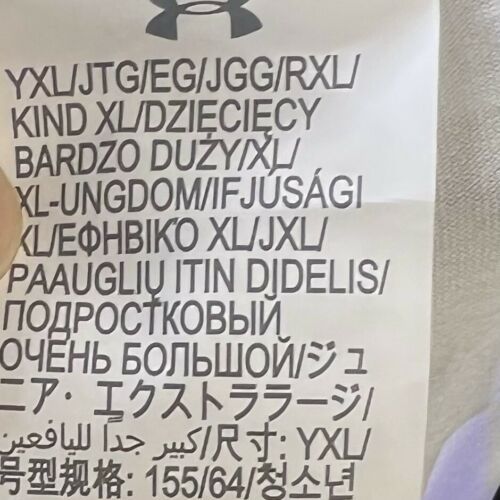 YXL/JTG/EG/JGG/RXL/
KIND XL/DZIECIĘCY
BARDZO DUŻY/XL/
XL-UNGDOM/IFJÚSÁGI
XL/ΕΦΗΒΙΚΌ XL/JXL/
PAAUGLIŲ ITIN DIDELIS/
ПОДРОСТКОВЫЙ
ОЧЕНЬ БОЛЬШОЙ/ジュ
ニア・エクストララージ/
كبير جداً لليافعين/尺寸: YXL/
号型规格: 155/64/청소년